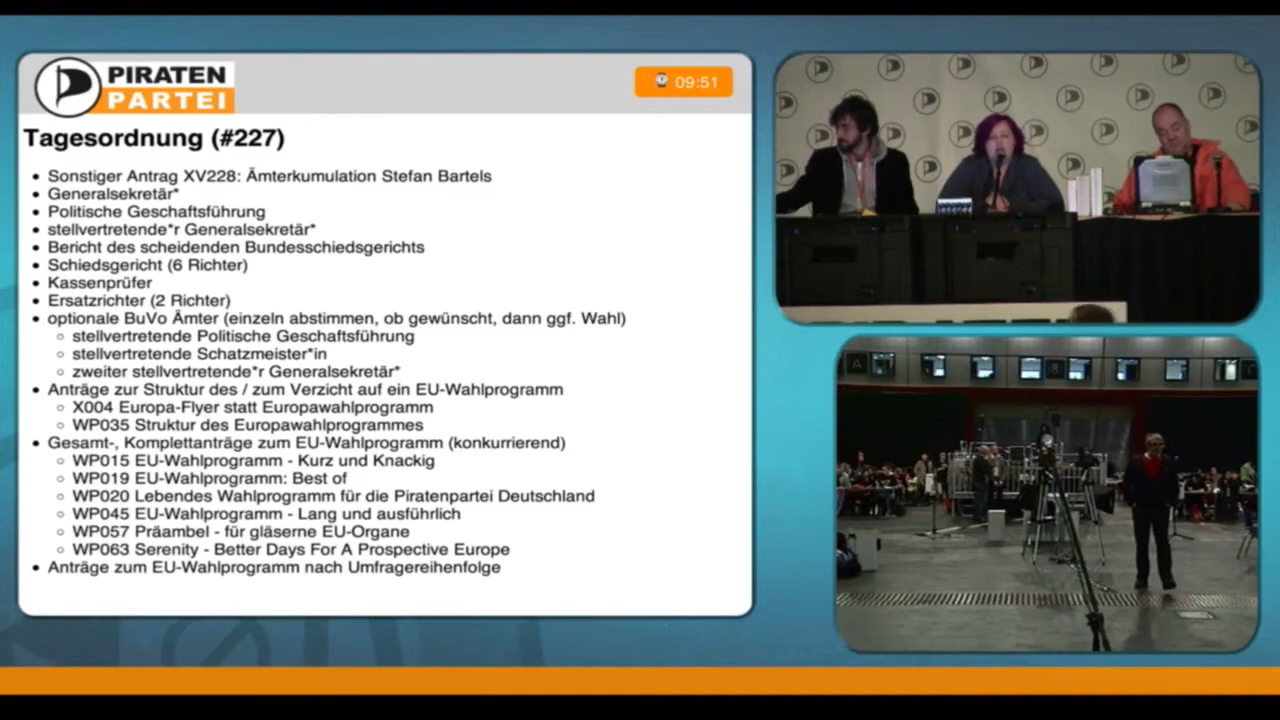 PIRATEN
PARTEI
09:51
Tagesordnung (#227)
• Sonstiger Antrag XV228: Ämterkumulation Stefan Bartels
• Generalsekretär*
• Politische Geschaftsführung
• stellvertretende*r Generalsekretär*
• Bericht des scheidenden Bundesschiedsgerichts
• Schiedsgericht (6 Richter)
• Kassenprüfer
• Ersatzrichter (2 Richter)
• optionale BuVo Ämter (einzeln abstimmen, ob gewünscht, dann ggf. Wahl)
○ stellvertretende Politische Geschaftsführung
○ stellvertretende Schatzmeister*in
○ zweiter stellvertretende*r Generalsekretär*
• Anträge zur Struktur des / zum Verzicht auf ein EU-Wahlprogramm
○ X004 Europa-Flyer statt Europawahlprogramm
○ WP035 Struktur des Europawahlprogrammes
• Gesamt-, Komplettanträge zum EU-Wahlprogramm (konkurrierend)
○ WP015 EU-Wahlprogramm - Kurz und Knackig
○ WP019 EU-Wahlprogramm: Best of
○ WP020 Lebendes Wahlprogramm für die Piratenpartei Deutschland
○ WP045 EU-Wahlprogramm - Lang und ausführlich
○ WP057 Präambel - für gläserne EU-Organe
○ WP063 Serenity - Better Days For A Prospective Europe
• Anträge zum EU-Wahlprogramm nach Umfragereihenfolge
A
B